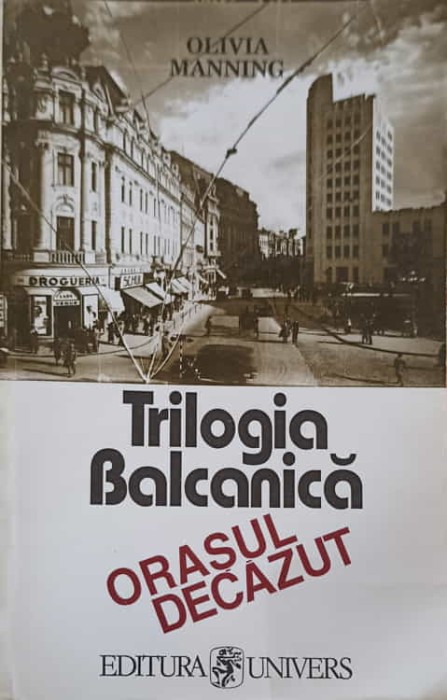 OLIVIA
MANNING
DROGUERIA
Trilogia
Balcanică
ORAȘUL
DECĂZUT
EDITURA UNIVERS